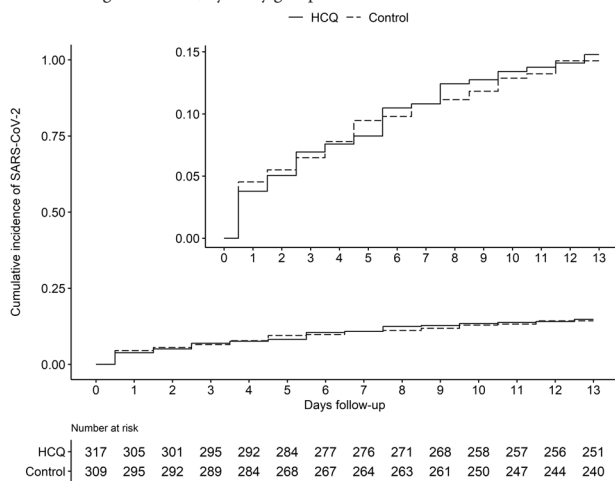 HCQ Control
0.15
1.00
0.10
0.75
0.05
0.00
0 1 2 3 4 5 6 7 8 9 10 11 12 13
0.50
Cumulative incidence of SARS-CoV-2
0.25
0.00
0 1 2 3 4 5 6 7 8 9 10 11 12 13
Days follow-up
Number at risk
HCQ 317 305 301 295 292 284 277 276 271 268 258 257 256 251
Control 309 295 292 289 284 268 267 264 263 261 250 247 244 240